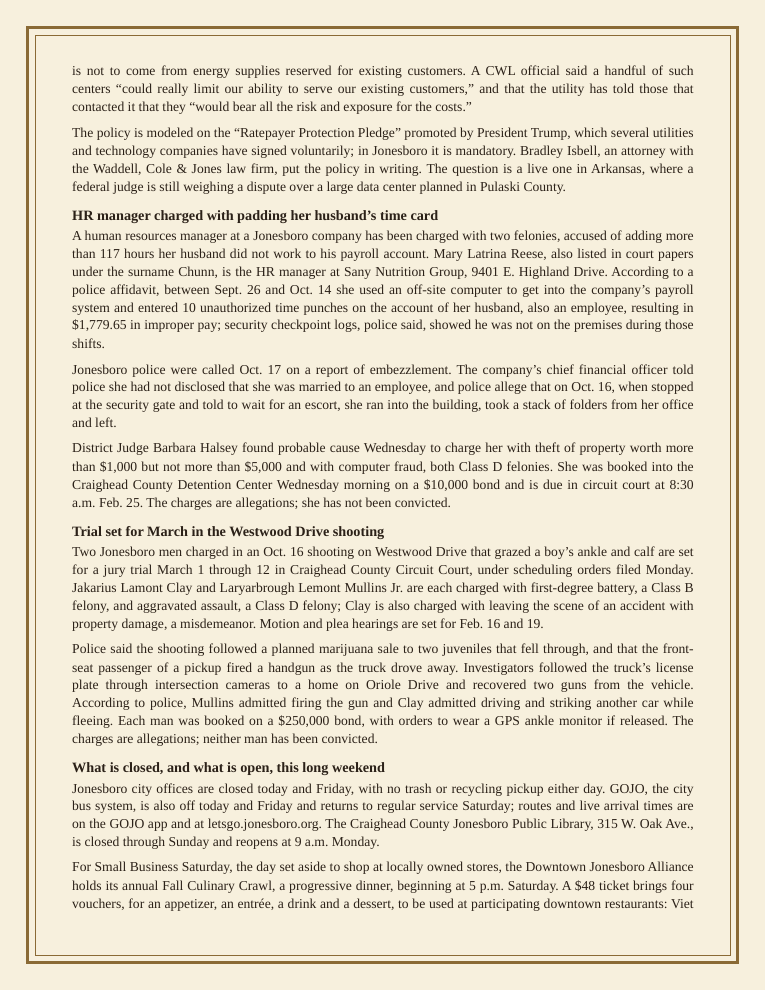 is not to come from energy supplies reserved for existing customers. A CWL official said a handful of such
centers “could really limit our ability to serve our existing customers,” and that the utility has told those that
contacted it that they “would bear all the risk and exposure for the costs.”
The policy is modeled on the “Ratepayer Protection Pledge” promoted by President Trump, which several utilities
and technology companies have signed voluntarily; in Jonesboro it is mandatory. Bradley Isbell, an attorney with
the Waddell, Cole & Jones law firm, put the policy in writing. The question is a live one in Arkansas, where a
federal judge is still weighing a dispute over a large data center planned in Pulaski County.
HR manager charged with padding her husband’s time card
A human resources manager at a Jonesboro company has been charged with two felonies, accused of adding more
than 117 hours her husband did not work to his payroll account. Mary Latrina Reese, also listed in court papers
under the surname Chunn, is the HR manager at Sany Nutrition Group, 9401 E. Highland Drive. According to a
police affidavit, between Sept. 26 and Oct. 14 she used an off-site computer to get into the company’s payroll
system and entered 10 unauthorized time punches on the account of her husband, also an employee, resulting in
$1,779.65 in improper pay; security checkpoint logs, police said, showed he was not on the premises during those
shifts.
Jonesboro police were called Oct. 17 on a report of embezzlement. The company’s chief financial officer told
police she had not disclosed that she was married to an employee, and police allege that on Oct. 16, when stopped
at the security gate and told to wait for an escort, she ran into the building, took a stack of folders from her office
and left.
District Judge Barbara Halsey found probable cause Wednesday to charge her with theft of property worth more
than $1,000 but not more than $5,000 and with computer fraud, both Class D felonies. She was booked into the
Craighead County Detention Center Wednesday morning on a $10,000 bond and is due in circuit court at 8:30
a.m. Feb. 25. The charges are allegations; she has not been convicted.
Trial set for March in the Westwood Drive shooting
Two Jonesboro men charged in an Oct. 16 shooting on Westwood Drive that grazed a boy’s ankle and calf are set
for a jury trial March 1 through 12 in Craighead County Circuit Court, under scheduling orders filed Monday.
Jakarius Lamont Clay and Laryarbrough Lemont Mullins Jr. are each charged with first-degree battery, a Class B
felony, and aggravated assault, a Class D felony; Clay is also charged with leaving the scene of an accident with
property damage, a misdemeanor. Motion and plea hearings are set for Feb. 16 and 19.
Police said the shooting followed a planned marijuana sale to two juveniles that fell through, and that the front-
seat passenger of a pickup fired a handgun as the truck drove away. Investigators followed the truck’s license
plate through intersection cameras to a home on Oriole Drive and recovered two guns from the vehicle.
According to police, Mullins admitted firing the gun and Clay admitted driving and striking another car while
fleeing. Each man was booked on a $250,000 bond, with orders to wear a GPS ankle monitor if released. The
charges are allegations; neither man has been convicted.
What is closed, and what is open, this long weekend
Jonesboro city offices are closed today and Friday, with no trash or recycling pickup either day. GOJO, the city
bus system, is also off today and Friday and returns to regular service Saturday; routes and live arrival times are
on the GOJO app and at letsgo.jonesboro.org. The Craighead County Jonesboro Public Library, 315 W. Oak Ave.,
is closed through Sunday and reopens at 9 a.m. Monday.
For Small Business Saturday, the day set aside to shop at locally owned stores, the Downtown Jonesboro Alliance
holds its annual Fall Culinary Crawl, a progressive dinner, beginning at 5 p.m. Saturday. A $48 ticket brings four
vouchers, for an appetizer, an entrée, a drink and a dessert, to be used at participating downtown restaurants: Viet